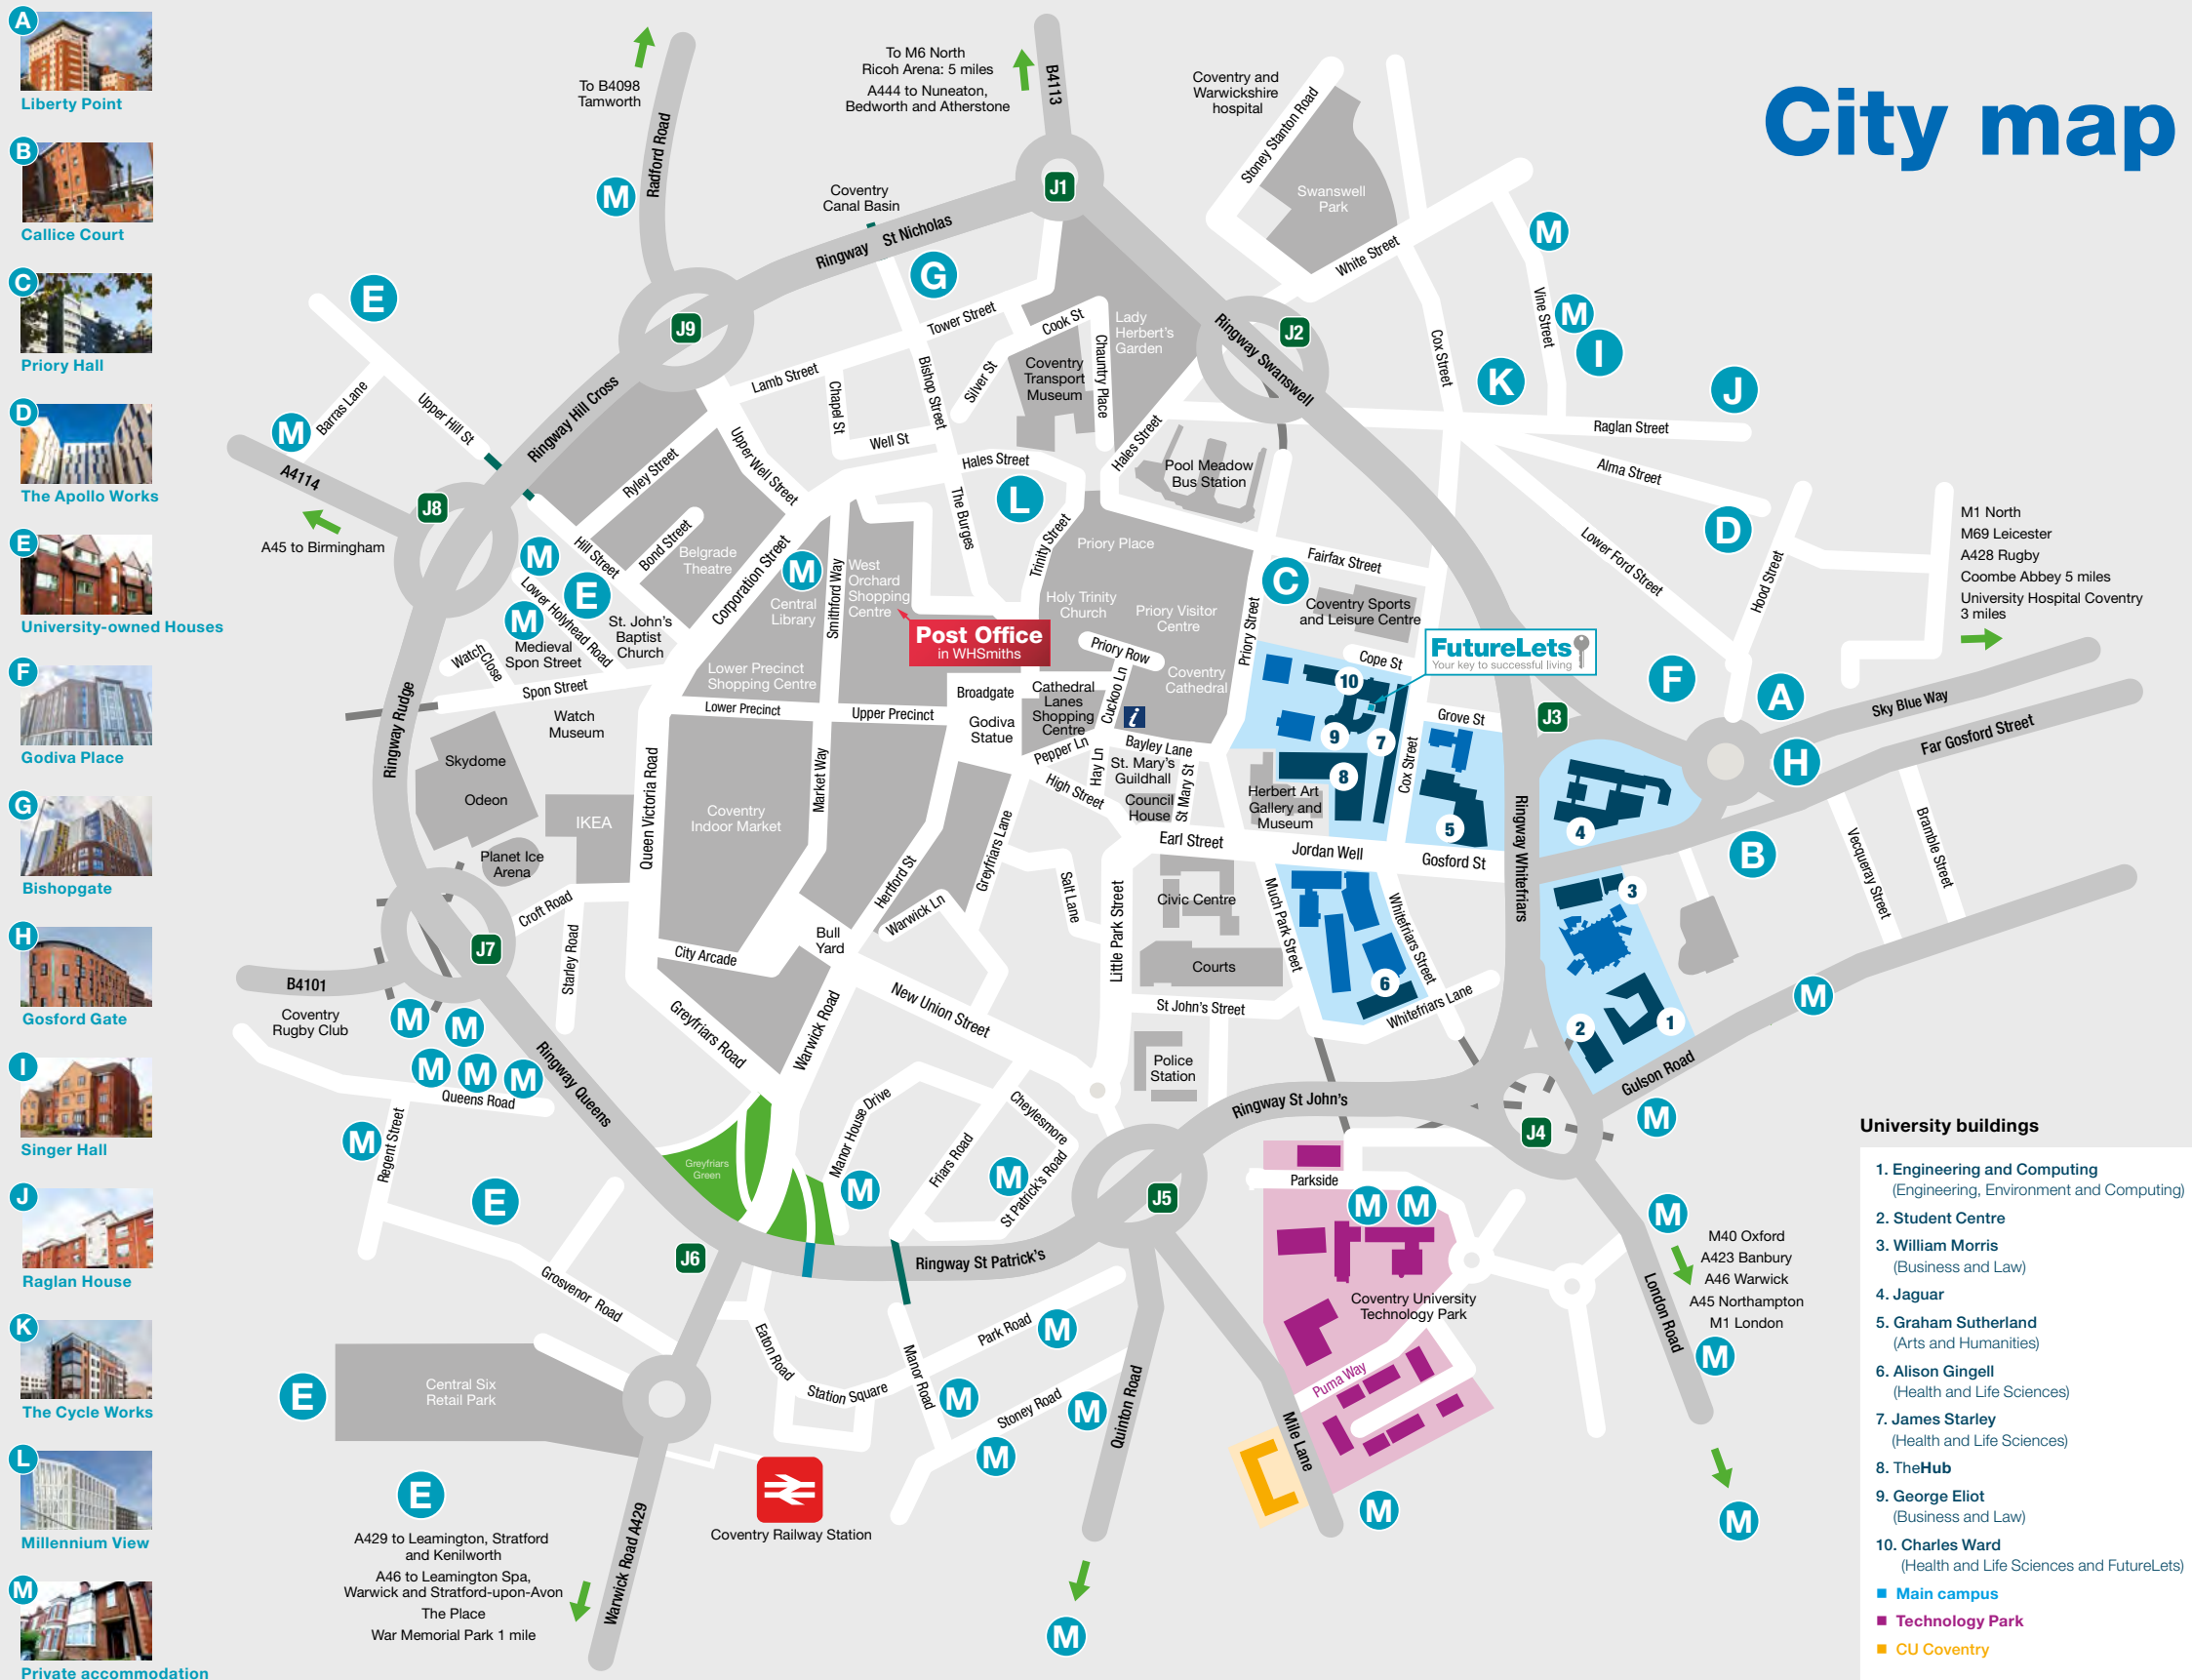 City map
A
Liberty Point
B
Callice Court
C
Priory Hall
D
The Apollo Works
E
University-owned Houses
F
Godiva Place
G
Bishopgate
H
Gosford Gate
I
Singer Hall
J
Raglan House
K
The Cycle Works
L
Millennium View
M
Private accommodation
To B4098
Tamworth
Radford Road
M
To M6 North
Ricoh Arena: 5 miles
A444 to Nuneaton,
Bedworth and Atherstone
B4113
J1
Coventry and
Warwickshire
hospital
Stoney Stanton Road
Swanswell
Park
White Street
M
Coventry
Canal Basin
Ringway St Nicholas
G
E
J9
Tower Street
Cook St
Lady
Herbert's
Garden
Ringway Swanswell
J2
Cox Street
Vine Street
M
I
K
J
Raglan Street
Alma Street
D
Lower Ford Street
Hood Street
M1 North
M69 Leicester
A428 Rugby
Coombe Abbey 5 miles
University Hospital Coventry
3 miles
Barras Lane
M
Upper Hill St
Ringway Hill Cross
A4114
A45 to Birmingham
J8
Lamb Street
Chapel St
Bishop Street
Silver St
Coventry
Transport
Museum
Chauntry Place
Well St
Hales Street
Hales Street
Pool Meadow
Bus Station
Upper Well Street
Ryley Street
Bond Street
Hill Street
Belgrade
Theatre
Corporation Street
M
Central
Library
Smithford Way
West
Orchard
Shopping
Centre
The Burges
L
Trinity Street
Priory Place
Fairfax Street
C
Coventry Sports
and Leisure Centre
Holy Trinity
Church
Priory Visitor
Centre
Priory Street
Post Office
in WHSmiths
M
E
M
Lower Holyhead Road
St. John's
Baptist
Church
Medieval
Spon Street
Watch Close
Spon Street
Watch
Museum
Lower Precinct
Shopping Centre
Lower Precinct
Upper Precinct
Broadgate
Godiva
Statue
Cathedral
Lanes
Shopping
Centre
Priory Row
Cuckoo Ln
Coventry
Cathedral
i
Cope St
FutureLets
Your key to successful living
10
9
7
8
Grove St
Cox Street
5
J3
F
A
H
Sky Blue Way
Far Gosford Street
4
B
Ringway Rudge
Skydome
Odeon
IKEA
Planet Ice
Arena
Queen Victoria Road
Coventry
Indoor Market
Market Way
Pepper Ln
Hay Ln
Bayley Lane
St. Mary's
Guildhall
High Street
Council
House
St Mary St
Herbert Art
Gallery and
Museum
Earl Street
Jordan Well
Gosford St
Ringway Whitefriars
Vecqueray Street
Bramble Street
Hertford St
Greyfriars Lane
Warwick Ln
Salt Lane
Little Park Street
Civic Centre
Courts
Much Park Street
Whitefriars Street
6
Whitefriars Lane
3
2
1
Gulson Road
M
M
J7
Croft Road
Starley Road
City Arcade
Bull
Yard
B4101
Coventry
Rugby Club
Greyfriars Road
Warwick Road
New Union Street
St John's Street
Police
Station
M
M
M
M
M
Queens Road
Ringway Queens
M
Regent Street
E
Greyfriars
Green
Manor House Drive
M
Friars Road
Cheylesmore
M
St Patrick's Road
Ringway St John's
J4
J5
J6
Ringway St Patrick's
Parkside
M
M
Coventry University
Technology Park
Puma Way
Mile Lane
M
Quinton Road
London Road
M
M40 Oxford
A423 Banbury
A46 Warwick
A45 Northampton
M1 London
M
M
Grosvenor Road
Central Six
Retail Park
E
E
Eaton Road
Station Square
Manor Road
Park Road
M
M
Stoney Road
M
M
Coventry Railway Station
A429 to Leamington, Stratford
and Kenilworth
A46 to Leamington Spa,
Warwick and Stratford-upon-Avon
The Place
War Memorial Park 1 mile
Warwick Road A429
M
University buildings
1. Engineering and Computing
(Engineering, Environment and Computing)
2. Student Centre
3. William Morris
(Business and Law)
4. Jaguar
5. Graham Sutherland
(Arts and Humanities)
6. Alison Gingell
(Health and Life Sciences)
7. James Starley
(Health and Life Sciences)
8. TheHub
9. George Eliot
(Business and Law)
10. Charles Ward
(Health and Life Sciences and FutureLets)
Main campus
Technology Park
CU Coventry